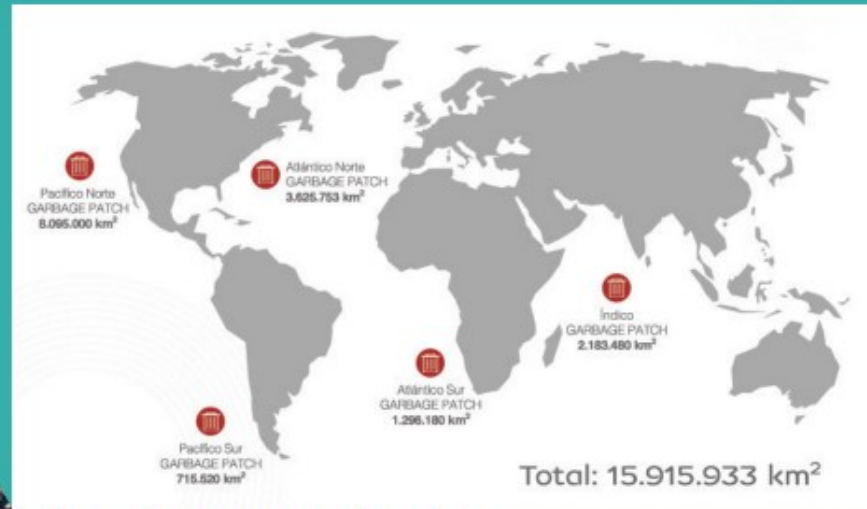 Pacífico Norte
GARBAGE PATCH
8.095.000 km²
Atlántico Norte
GARBAGE PATCH
3.625.753 km²
Índico
GARBAGE PATCH
2.183.480 km²
Atlántico Sur
GARBAGE PATCH
1.296.180 km²
Pacífico Sur
GARBAGE PATCH
715.520 km²
Total: 15.915.933 km²